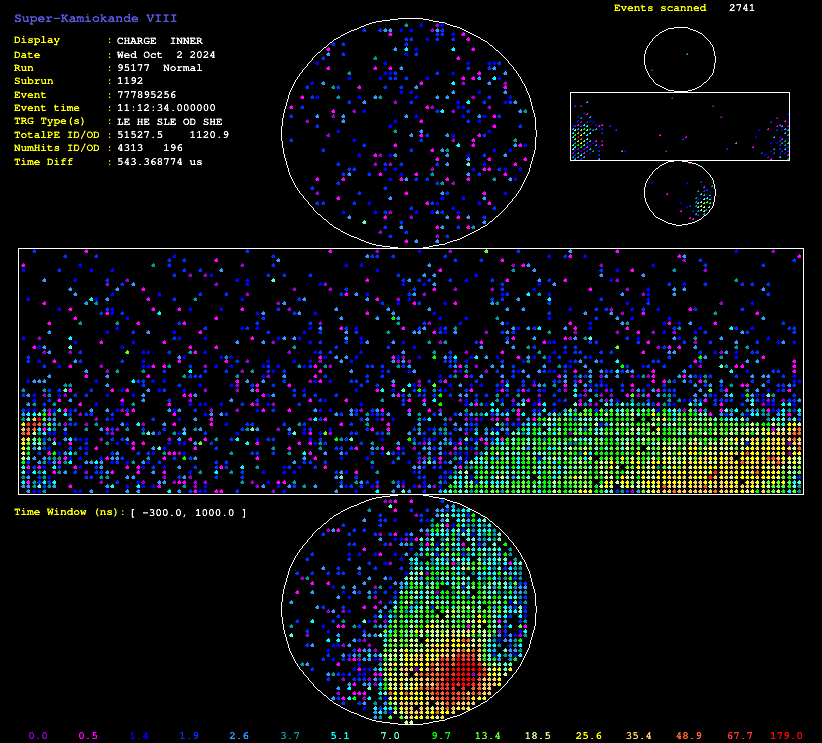 Events scanned 2741
Super-Kamiokande VIII
Display : CHARGE INNER
Date : Wed Oct 2 2024
Run : 95177 Normal
Subrun : 1192
Event : 777895256
Event time : 11:12:34.000000
TRG Type(s) : LE HE SLE OD SHE
TotalPE ID/OD : 51527.5 1120.9
NumHits ID/OD : 4313 196
Time Diff : 543.368774 us
Time Window (ns): [ -300.0, 1000.0 ]
0.0 0.5 1.4 1.9 2.6 3.7 5.1 7.0 9.7 13.4 18.5 25.6 35.4 48.9 67.7 179.0